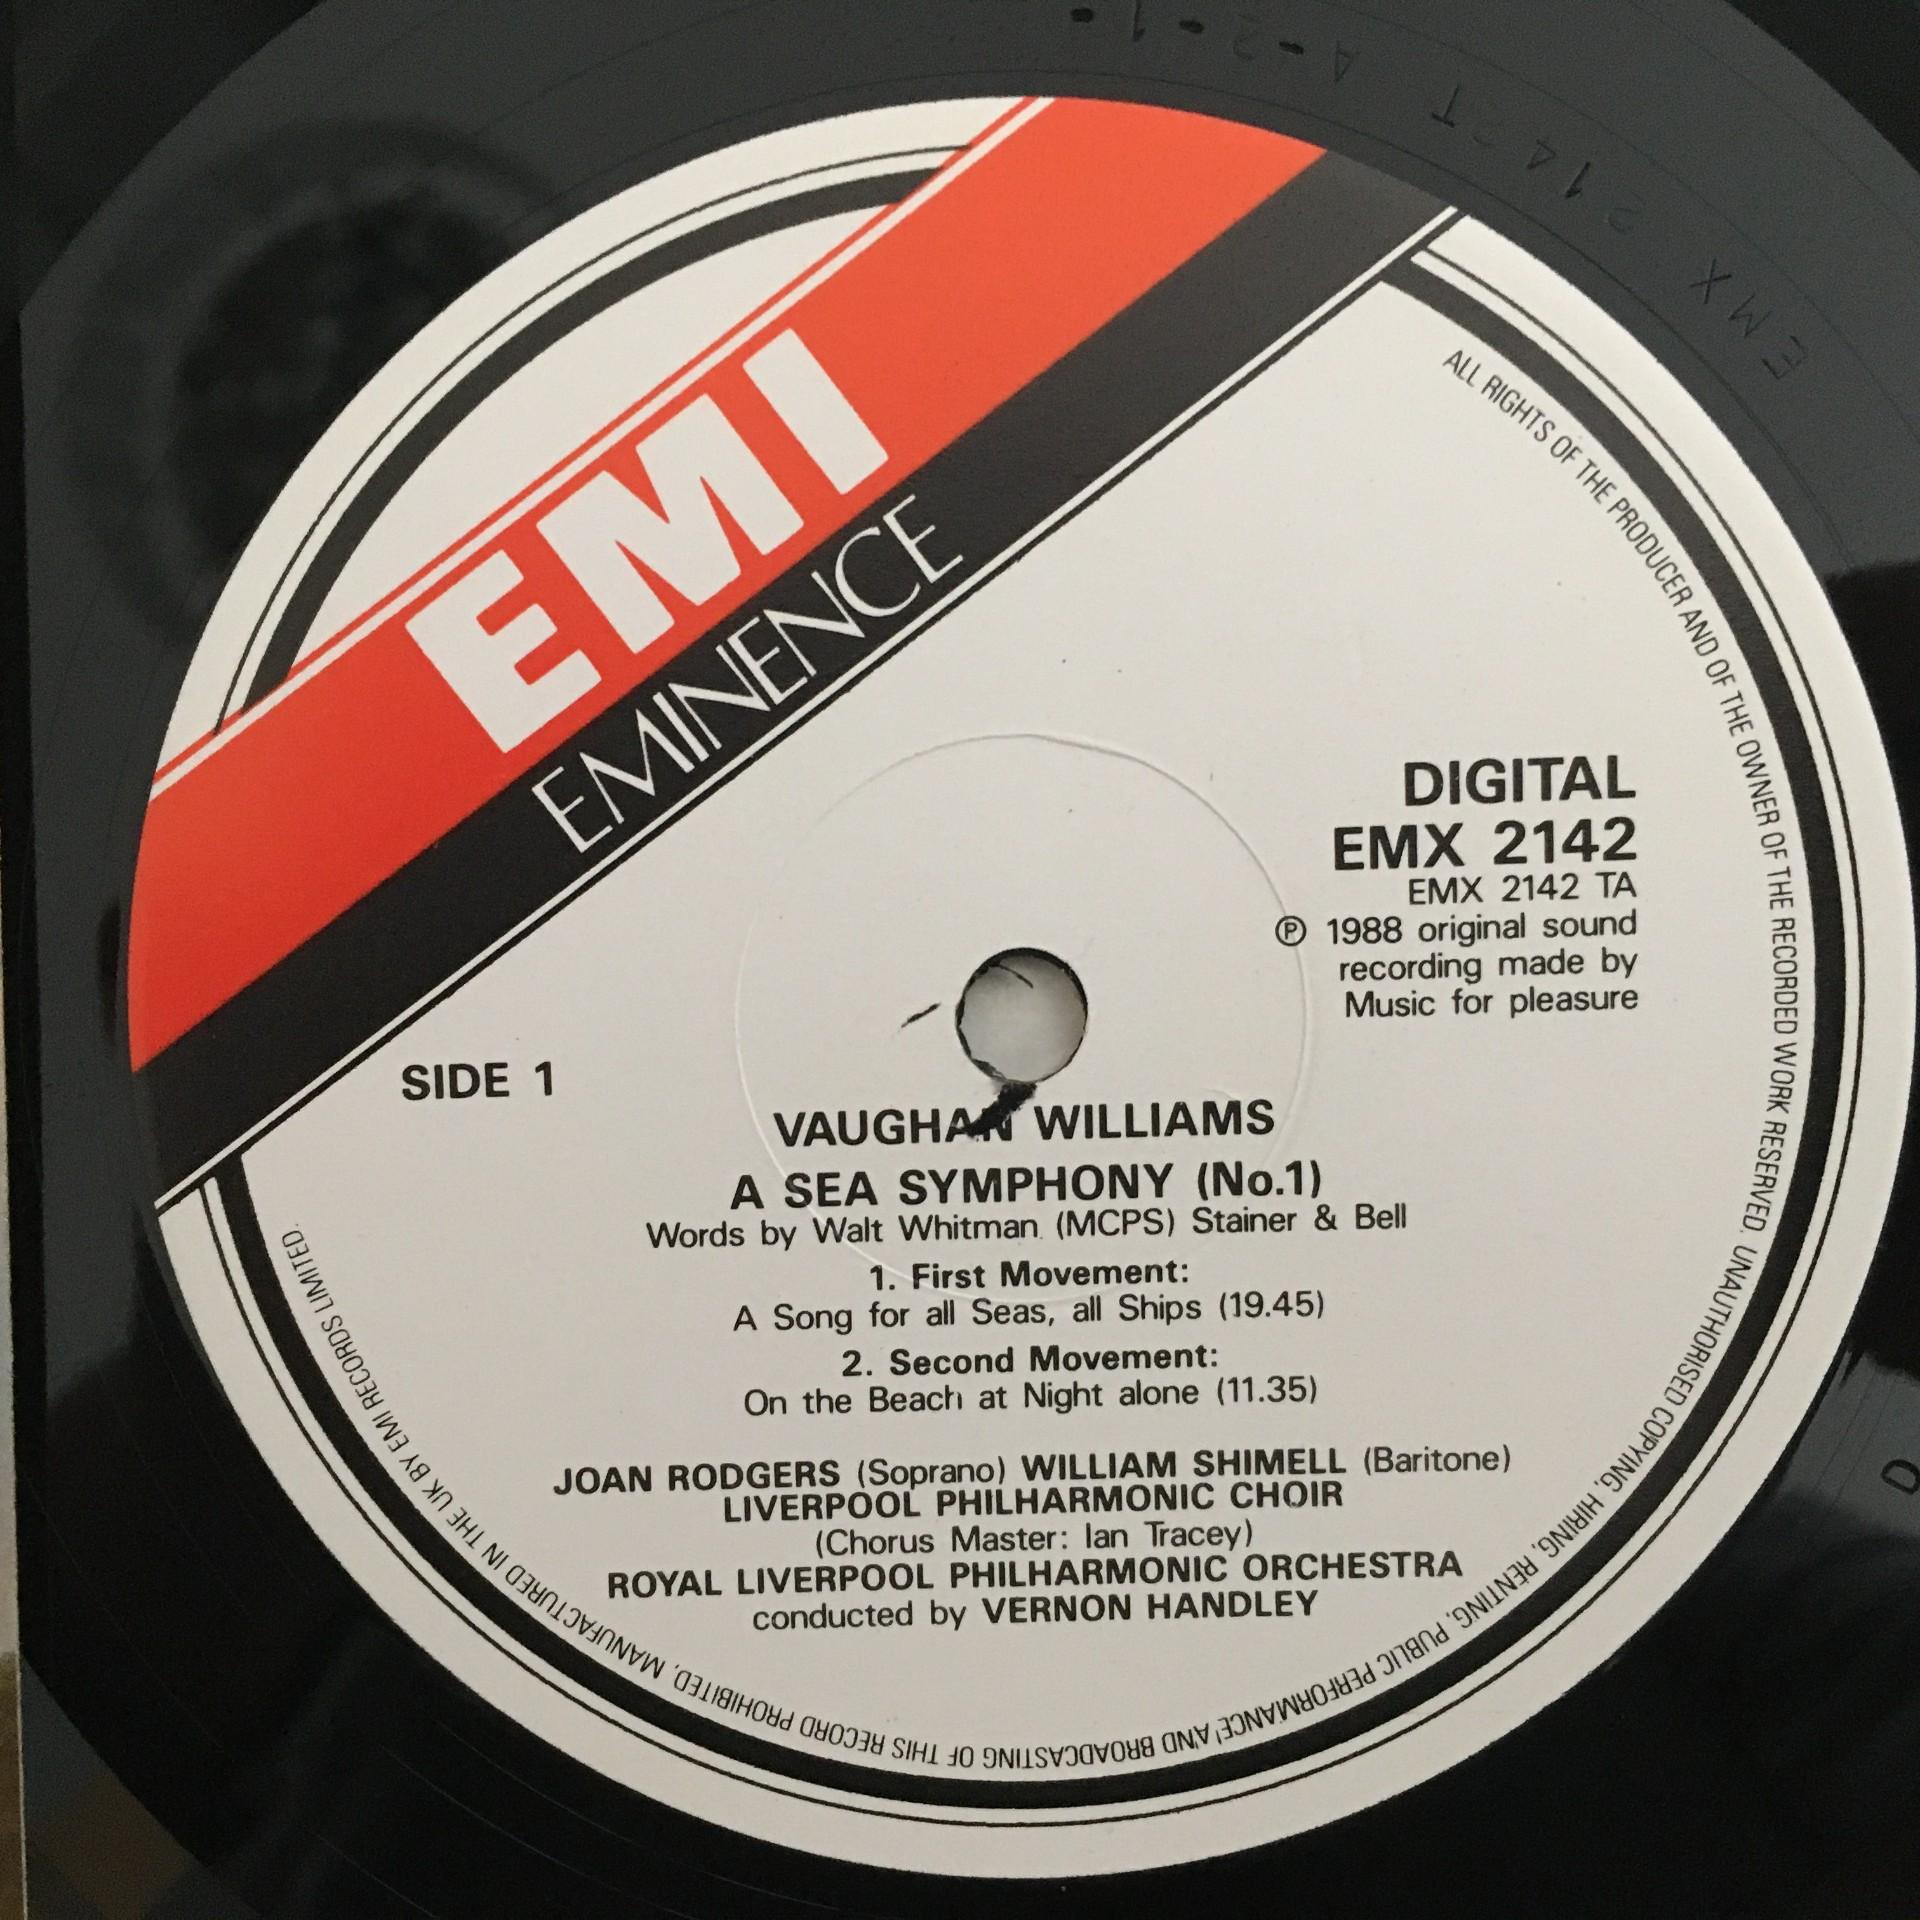 EMX 2142 T A-2-1-
EMI
EMINENCE
DIGITAL
EMX 2142
EMX 2142 TA
℗ 1988 original sound
recording made by
Music for pleasure
SIDE 1
VAUGHAN WILLIAMS
A SEA SYMPHONY (No.1)
Words by Walt Whitman (MCPS) Stainer & Bell
1. First Movement:
A Song for all Seas, all Ships (19.45)
2. Second Movement:
On the Beach at Night alone (11.35)
JOAN RODGERS (Soprano) WILLIAM SHIMELL (Baritone)
LIVERPOOL PHILHARMONIC CHOIR
(Chorus Master: Ian Tracey)
ROYAL LIVERPOOL PHILHARMONIC ORCHESTRA
conducted by VERNON HANDLEY
ALL RIGHTS OF THE PRODUCER AND OF THE OWNER OF THE RECORDED WORK RESERVED. UNAUTHORISED COPYING, HIRING, RENTING, PUBLIC PERFORMANCE AND BROADCASTING OF THIS RECORD PROHIBITED. MANUFACTURED IN THE UK BY EMI RECORDS LIMITED.
D